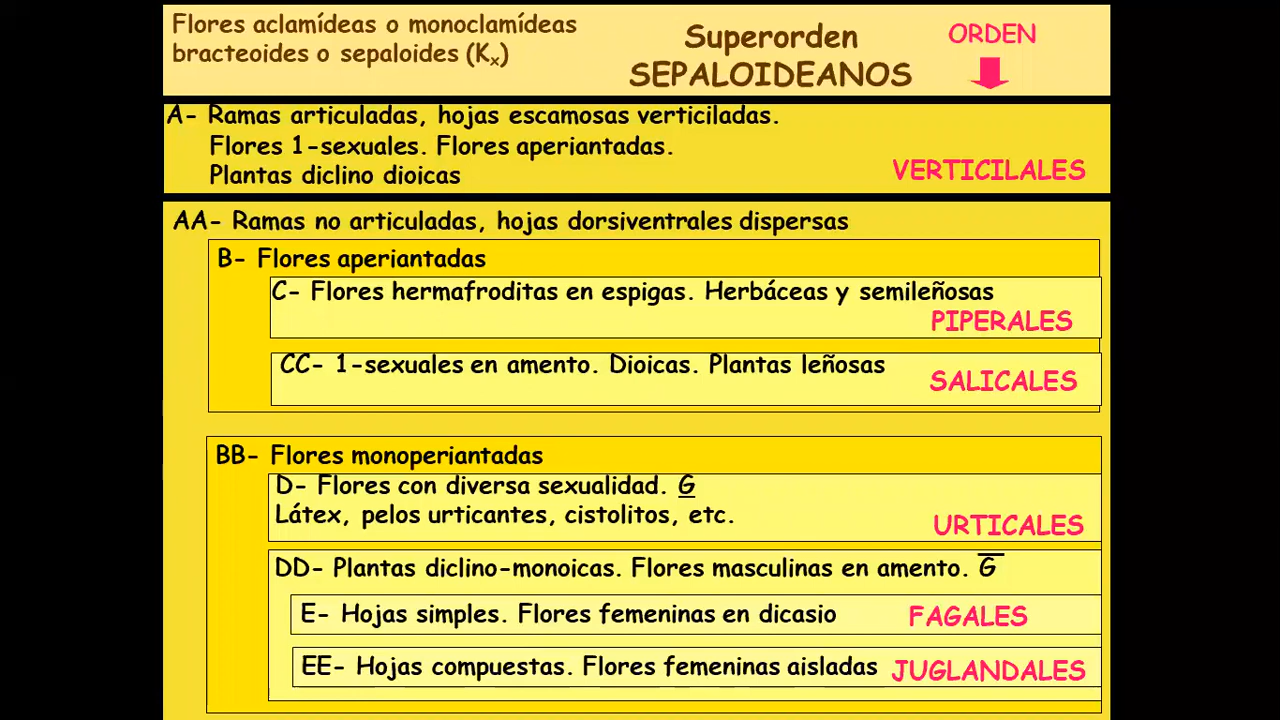 Flores aclamídeas o monoclamídeas
bracteoides o sepaloides (Kx)
Superorden
SEPALOIDEANOS
ORDEN
A- Ramas articuladas, hojas escamosas verticiladas.
Flores 1-sexuales. Flores aperiantadas.
Plantas diclino dioicas
VERTICILALES
AA- Ramas no articuladas, hojas dorsiventrales dispersas
B- Flores aperiantadas
C- Flores hermafroditas en espigas. Herbáceas y semileñosas
PIPERALES
CC- 1-sexuales en amento. Dioicas. Plantas leñosas
SALICALES
BB- Flores monoperiantadas
D- Flores con diversa sexualidad. G̲
Látex, pelos urticantes, cistolitos, etc.
URTICALES
DD- Plantas diclino-monoicas. Flores masculinas en amento. G̅
E- Hojas simples. Flores femeninas en dicasio
FAGALES
EE- Hojas compuestas. Flores femeninas aisladas
JUGLANDALES